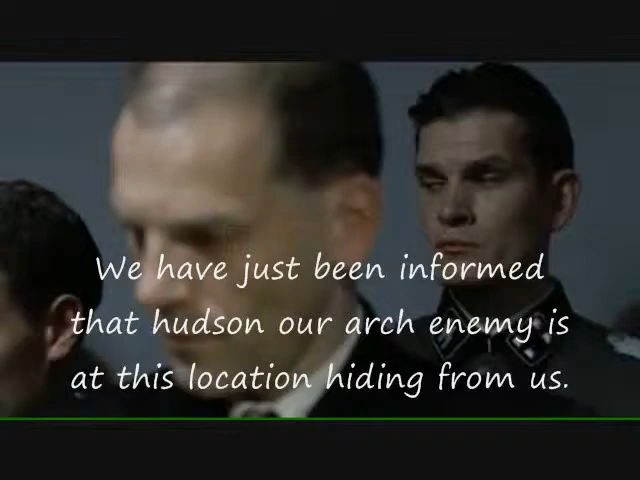 We have just been informed
that hudson our arch enemy is
at this location hiding from us.